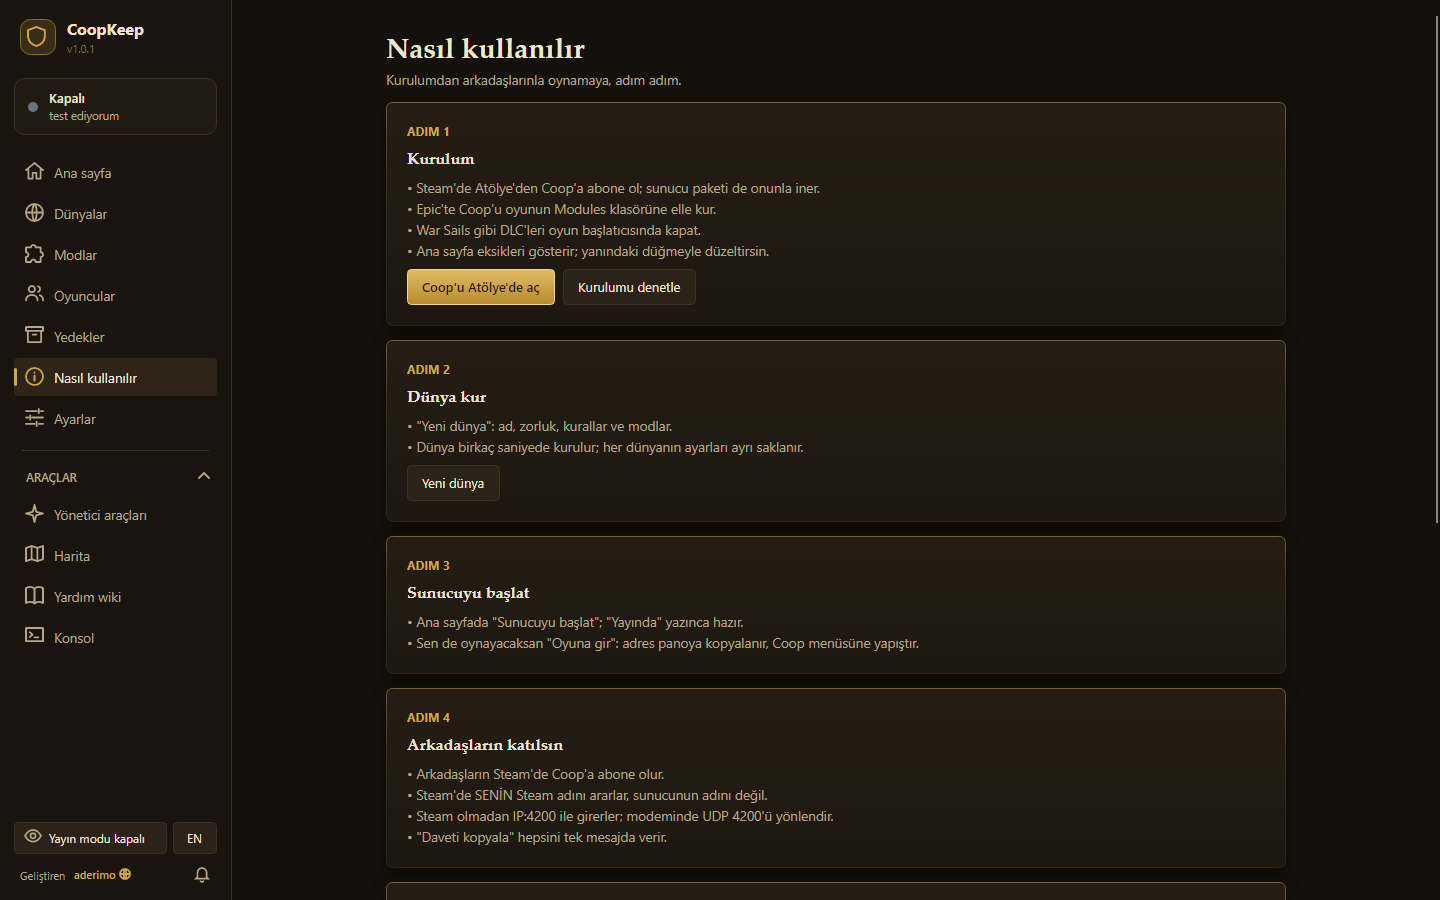 CoopKeep
v1.0.1
Kapalı
test ediyorum
Ana sayfa
Dünyalar
Modlar
Oyuncular
Yedekler
Nasıl kullanılır
Ayarlar
ARAÇLAR
Yönetici araçları
Harita
Yardım wiki
Konsol
Yayın modu kapalı
EN
Geliştiren aderimo
Nasıl kullanılır
Kurulumdan arkadaşlarınla oynamaya, adım adım.
ADIM 1
Kurulum
• Steam'de Atölye'den Coop'a abone ol; sunucu paketi de onunla iner.
• Epic'te Coop'u oyunun Modules klasörüne elle kur.
• War Sails gibi DLC'leri oyun başlatıcısında kapat.
• Ana sayfa eksikleri gösterir; yanındaki düğmeyle düzeltirsin.
Coop'u Atölye'de aç
Kurulumu denetle
ADIM 2
Dünya kur
• "Yeni dünya": ad, zorluk, kurallar ve modlar.
• Dünya birkaç saniyede kurulur; her dünyanın ayarları ayrı saklanır.
Yeni dünya
ADIM 3
Sunucuyu başlat
• Ana sayfada "Sunucuyu başlat"; "Yayında" yazınca hazır.
• Sen de oynayacaksan "Oyuna gir": adres panoya kopyalanır, Coop menüsüne yapıştır.
ADIM 4
Arkadaşların katılsın
• Arkadaşların Steam'de Coop'a abone olur.
• Steam'de SENİN Steam adını ararlar, sunucunun adını değil.
• Steam olmadan IP:4200 ile girerler; modeminde UDP 4200'ü yönlendir.
• "Daveti kopyala" hepsini tek mesajda verir.